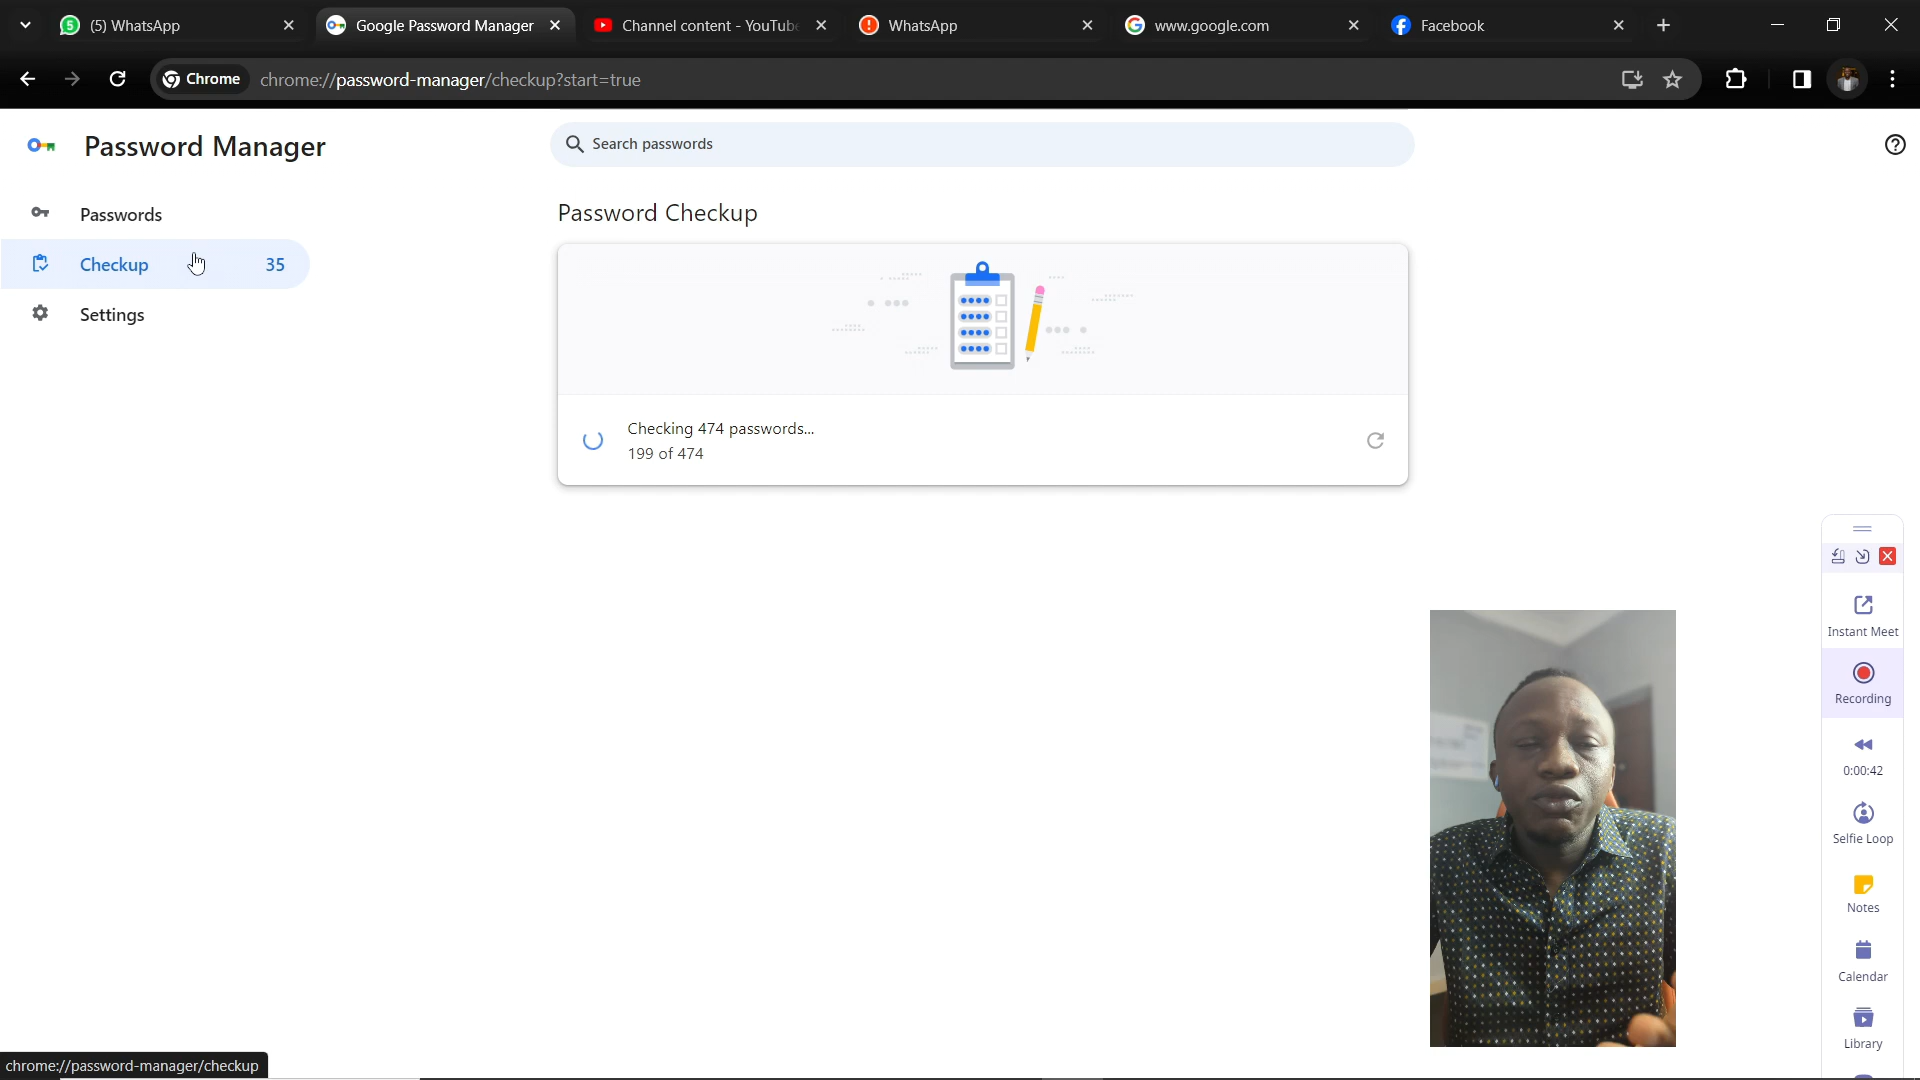 (5) WhatsApp
Google Password Manager
Channel content - YouTube
WhatsApp
www.google.com
Facebook
Chrome
chrome://password-manager/checkup?start=true
Password Manager
Search passwords
Passwords
Password Checkup
Checkup
35
Settings
Checking 474 passwords...
199 of 474
Instant Meet
Recording
0:00:42
Selfie Loop
Notes
Calendar
Library
chrome://password-manager/checkup